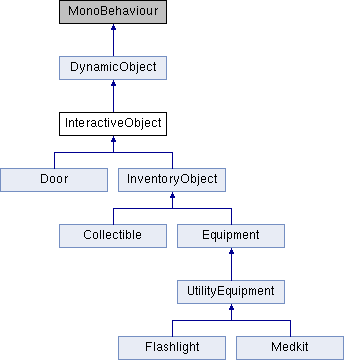 MonoBehaviour
DynamicObject
InteractiveObject
Door
InventoryObject
Collectible
Equipment
UtilityEquipment
Flashlight
Medkit